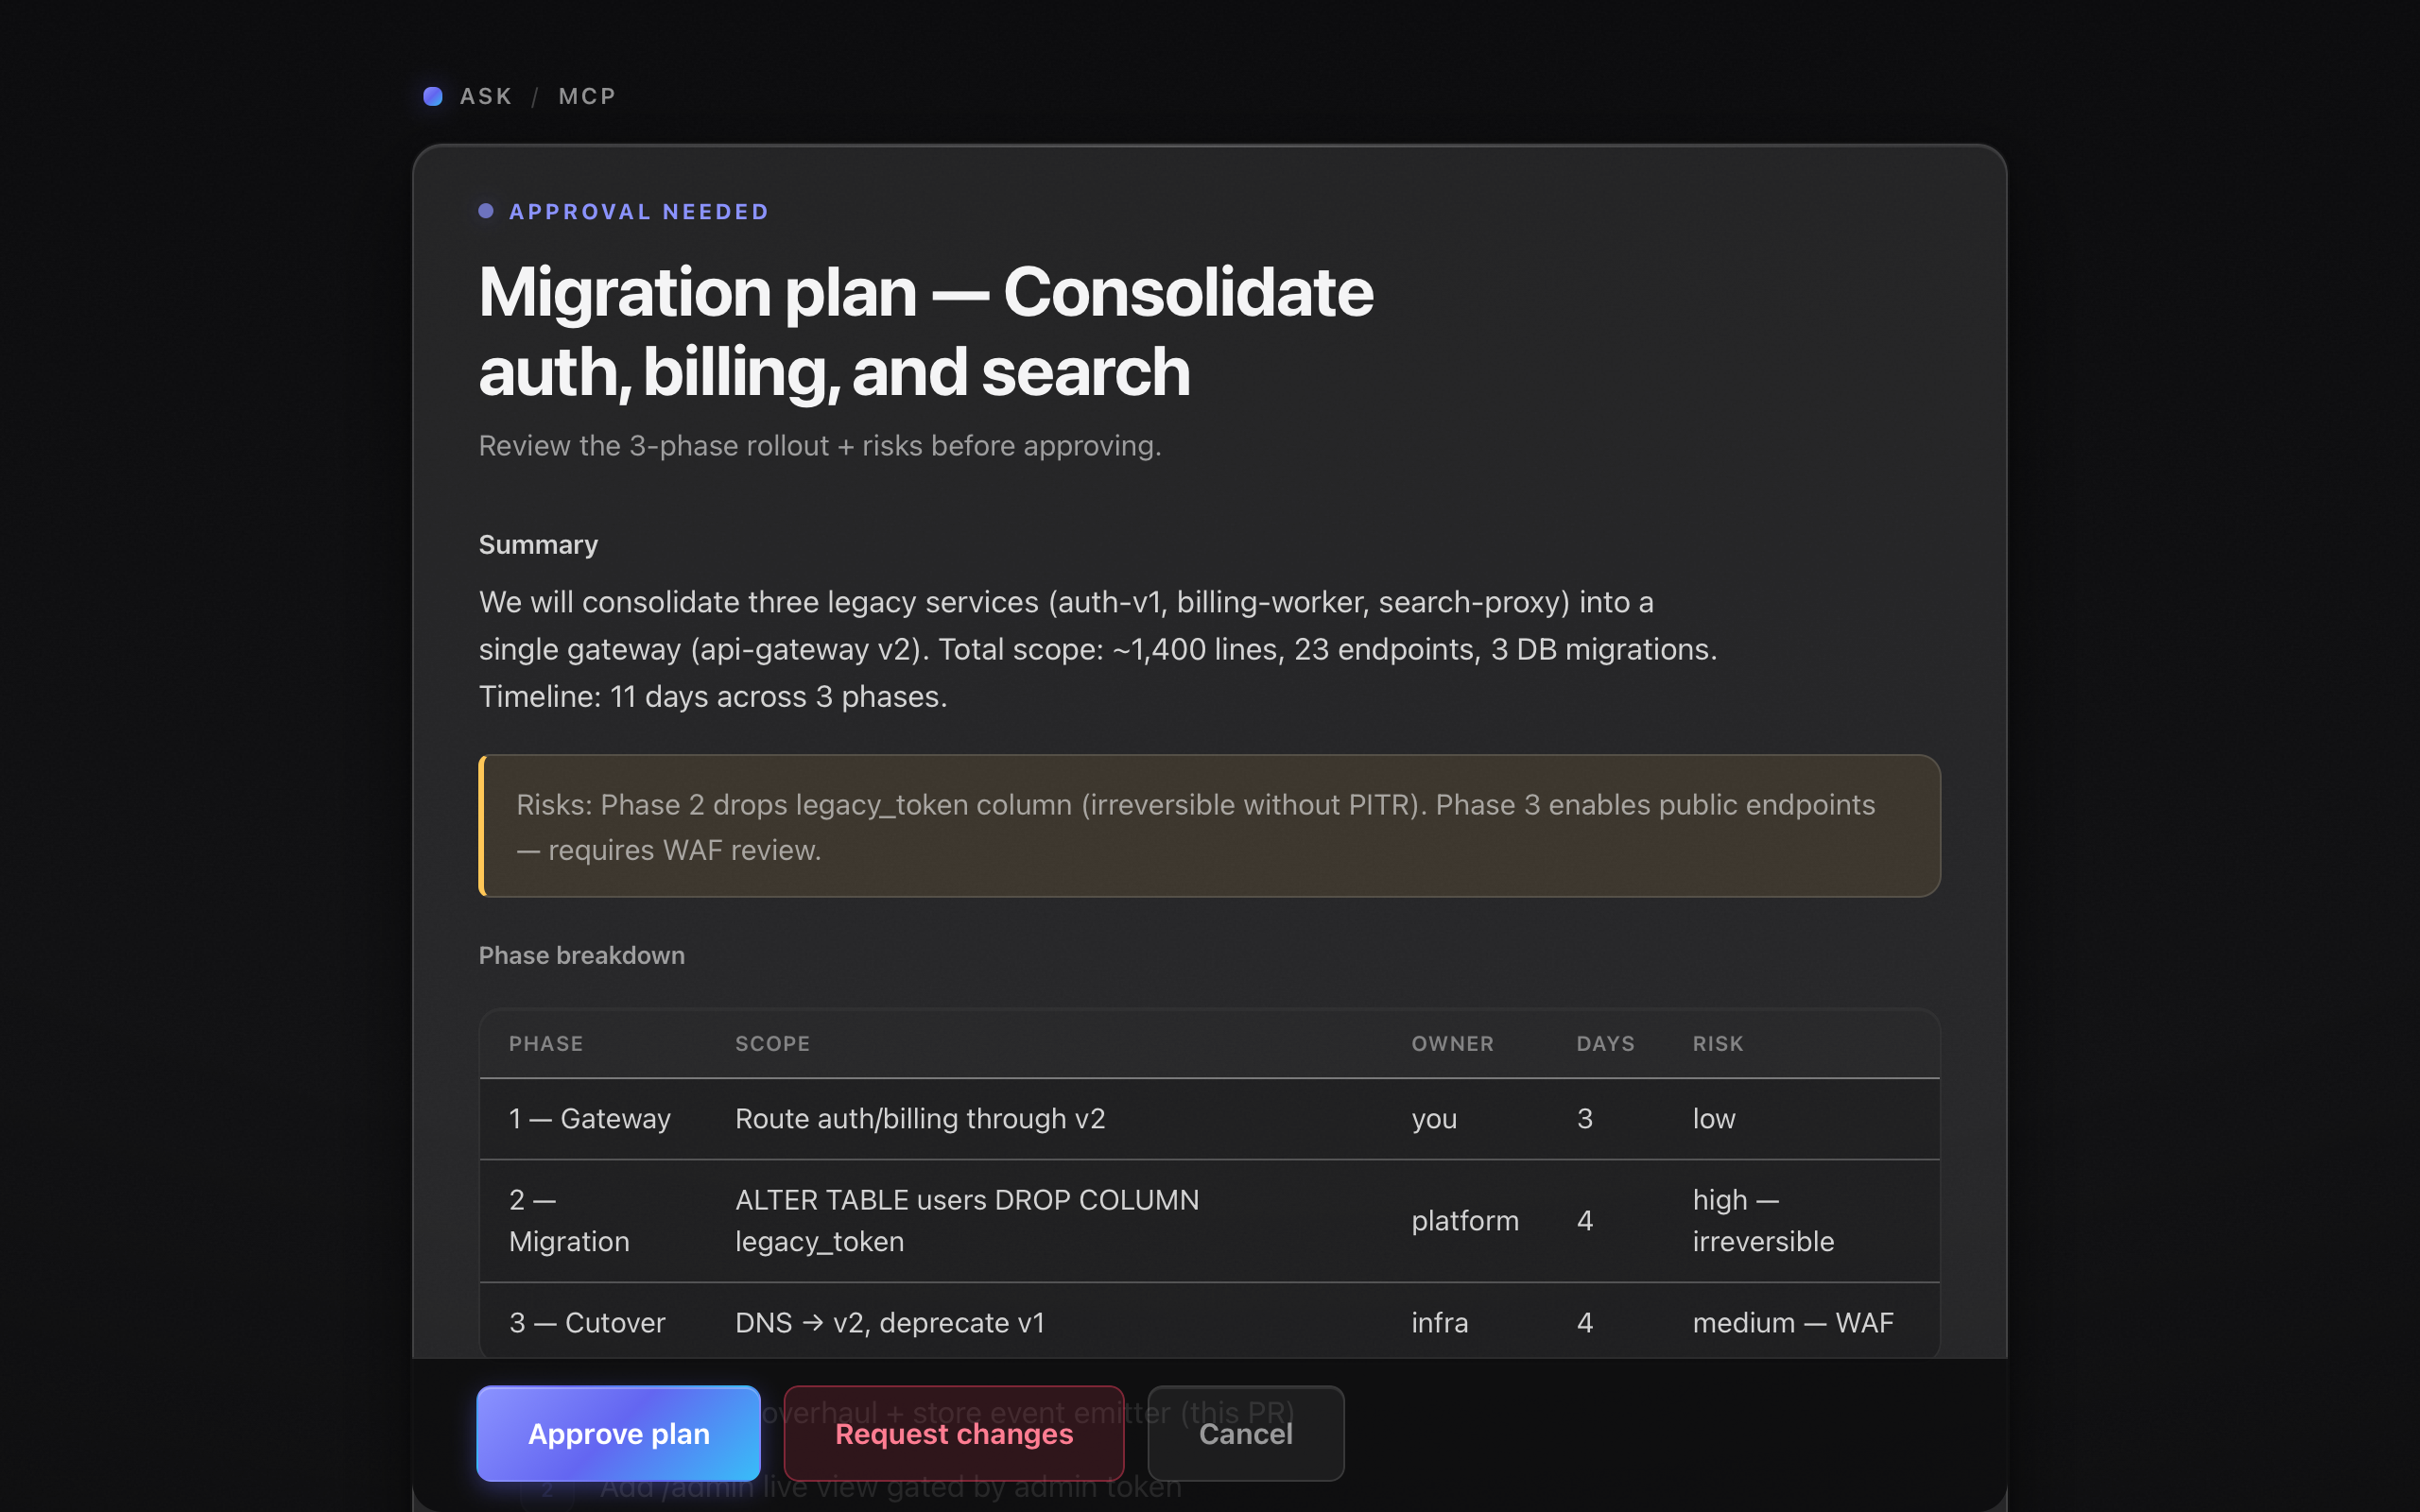 ASK / MCP
APPROVAL NEEDED
Migration plan — Consolidate
auth, billing, and search
Review the 3-phase rollout + risks before approving.
Summary
We will consolidate three legacy services (auth-v1, billing-worker, search-proxy) into a
single gateway (api-gateway v2). Total scope: ~1,400 lines, 23 endpoints, 3 DB migrations.
Timeline: 11 days across 3 phases.
Risks: Phase 2 drops legacy_token column (irreversible without PITR). Phase 3 enables public endpoints
— requires WAF review.
Phase breakdown
PHASE SCOPE OWNER DAYS RISK
1 — Gateway Route auth/billing through v2 you 3 low
2 —
Migration
ALTER TABLE users DROP COLUMN
legacy_token
platform
4
high —
irreversible
3 — Cutover DNS → v2, deprecate v1 infra 4 medium — WAF
overhaul + store event emitter (this PR)
Approve plan Request changes Cancel
2 Add /admin live view gated by admin token